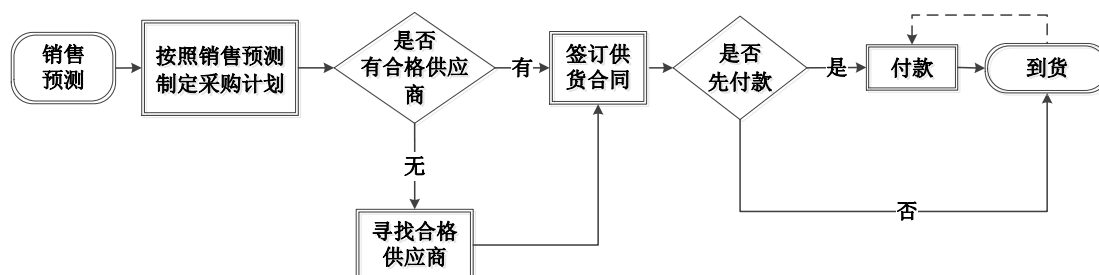 销售
预测
按照销售预测
制定采购计划
是否
有合格供应
商
有
无
寻找合格
供应商
签订供
货合同
是否
先付款
是
否
付款
到货